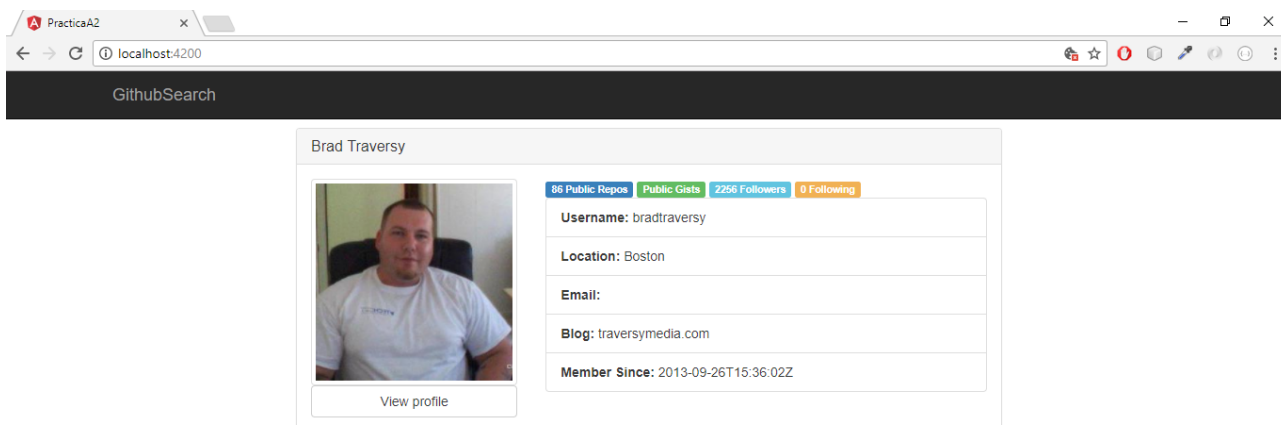 PracticaA2
localhost:4200
GithubSearch
Brad Traversy
86 Public Repos Public Gists 2256 Followers 0 Following
Username: bradtraversy
Location: Boston
Email:
Blog: traversymedia.com
Member Since: 2013-09-26T15:36:02Z
View profile